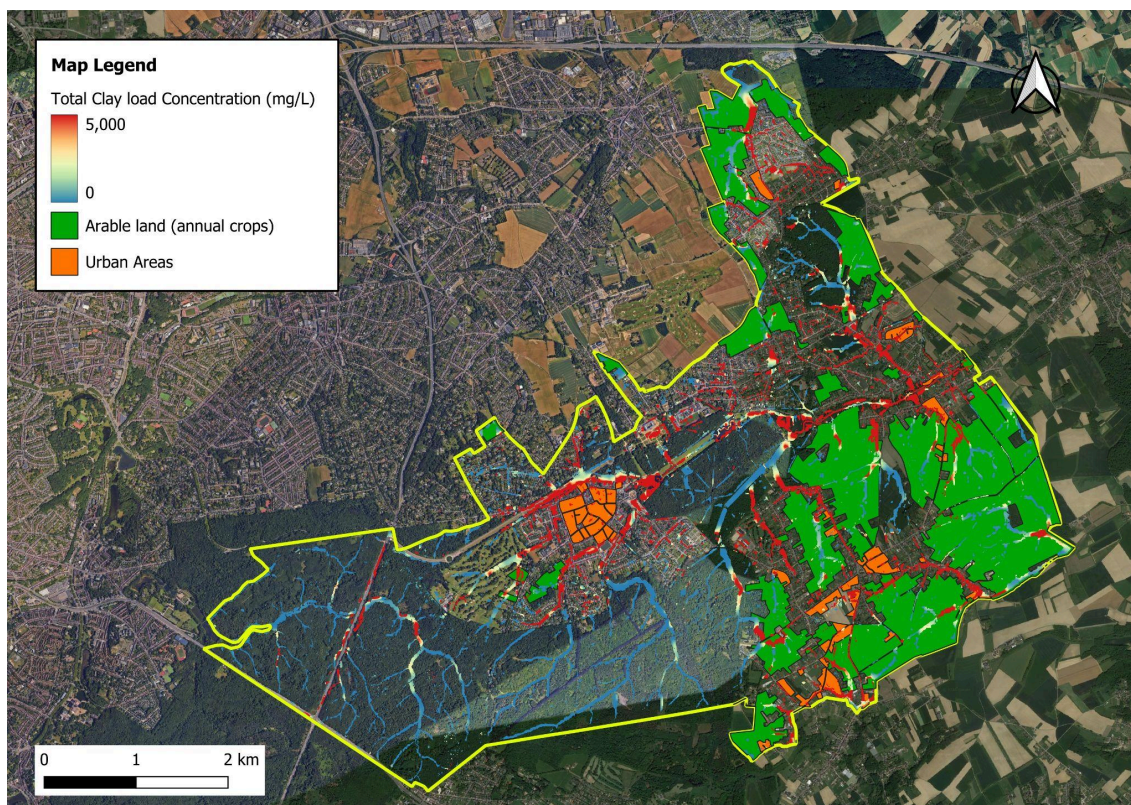 Map Legend
Total Clay load Concentration (mg/L)
5,000
0
Arable land (annual crops)
Urban Areas
0 1 2 km